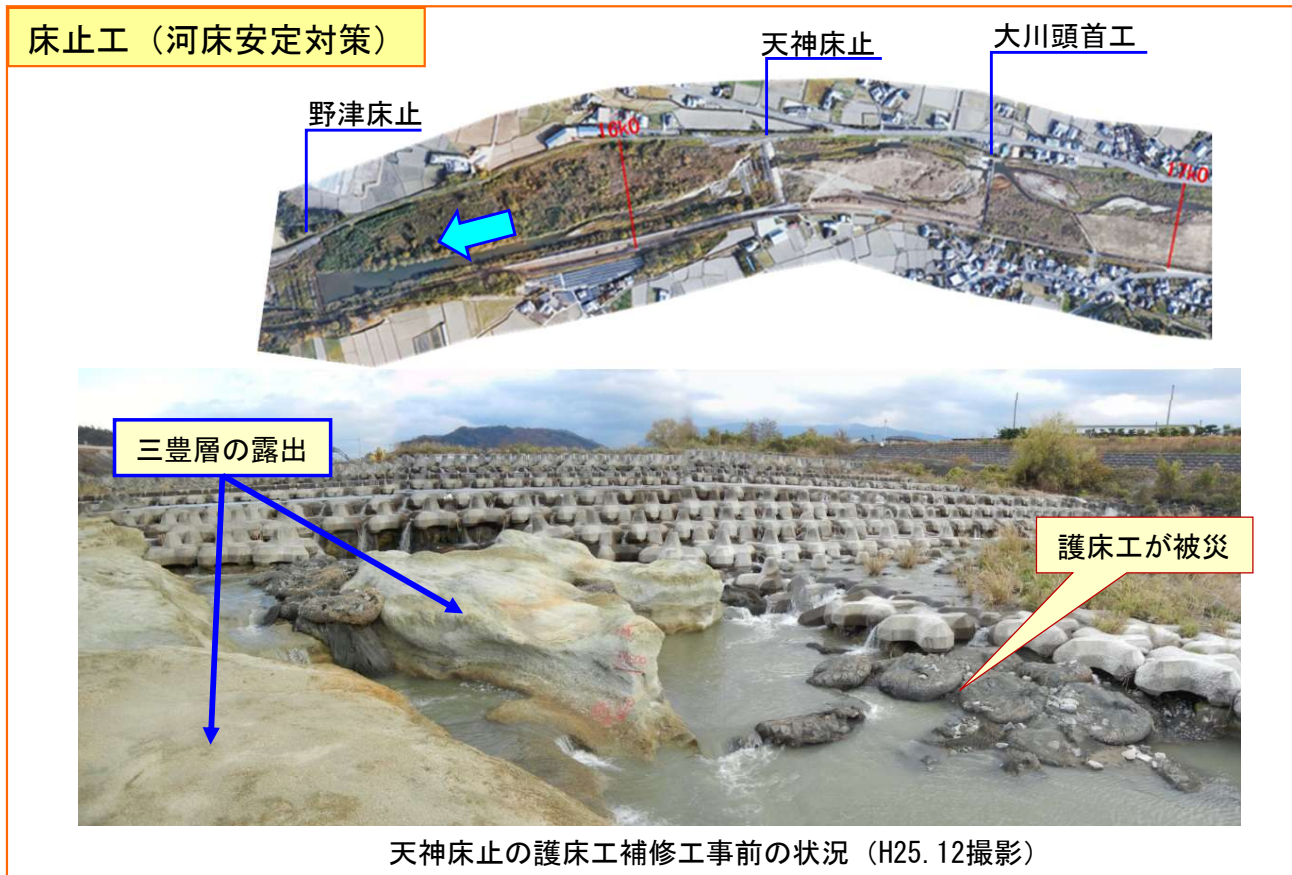 床止工（河床安定対策）
野津床止
天神床止
大川頭首工
16k0
17k0
三豊層の露出
護床工が被災
天神床止の護床工補修工事前の状況（H25.12撮影）